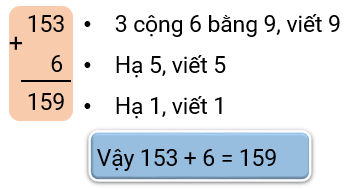 153
+
6
159
• 3 cộng 6 bằng 9, viết 9
• Hạ 5, viết 5
• Hạ 1, viết 1
Vậy 153 + 6 = 159